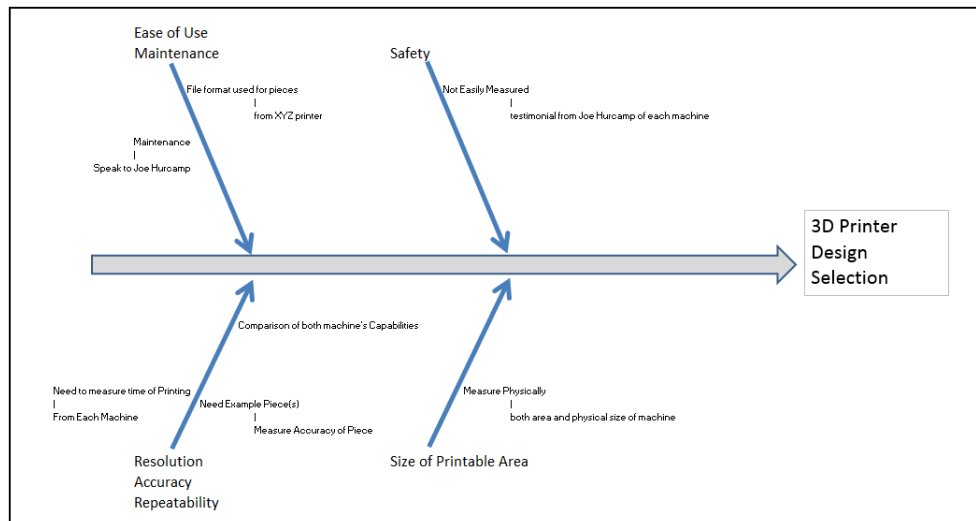 Ease of Use
Maintenance
Safety
File format used for pieces
from XYZ printer
Not Easily Measured
testimonial from Joe Hurcamp of each machine
Maintenance
Speak to Joe Hurcamp
3D Printer
Design
Selection
Comparison of both machine's Capabilities
Need to measure time of Printing
From Each Machine
Need Example Piece(s)
Measure Accuracy of Piece
Measure Physically
both area and physical size of machine
Resolution
Accuracy
Repeatability
Size of Printable Area